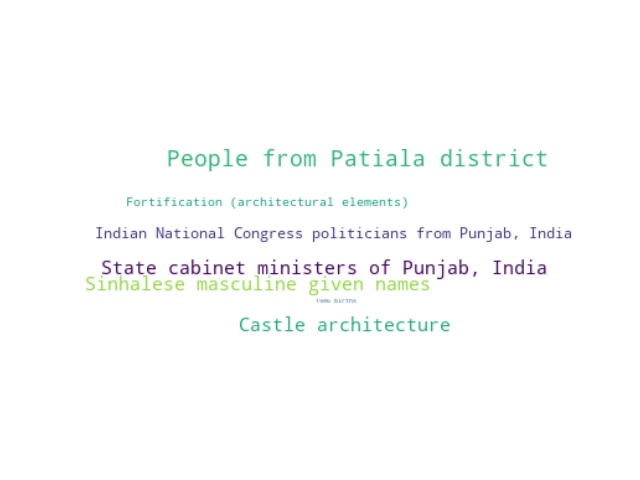 People from Patiala district
Fortification (architectural elements)
Indian National Congress politicians from Punjab, India
State cabinet ministers of Punjab, India
Sinhalese masculine given names
births
Castle architecture